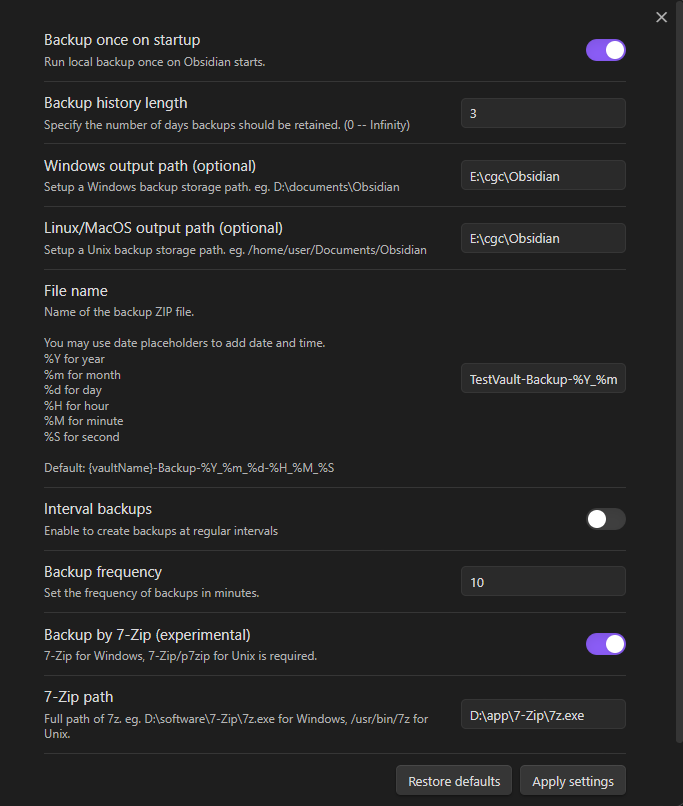 Backup once on startup
Run local backup once on Obsidian starts.
Backup history length
Specify the number of days backups should be retained. (0 -- Infinity)
3
Windows output path (optional)
Setup a Windows backup storage path. eg. D:\documents\Obsidian
E:\cgc\Obsidian
Linux/MacOS output path (optional)
Setup a Unix backup storage path. eg. /home/user/Documents/Obsidian
E:\cgc\Obsidian
File name
Name of the backup ZIP file.
You may use date placeholders to add date and time.
%Y for year
%m for month
%d for day
%H for hour
%M for minute
%S for second
Default: {vaultName}-Backup-%Y_%m_%d-%H_%M_%S
TestVault-Backup-%Y_%m
Interval backups
Enable to create backups at regular intervals
Backup frequency
Set the frequency of backups in minutes.
10
Backup by 7-Zip (experimental)
7-Zip for Windows, 7-Zip/p7zip for Unix is required.
7-Zip path
Full path of 7z. eg. D:\software\7-Zip\7z.exe for Windows, /usr/bin/7z for
Unix.
D:\app\7-Zip\7z.exe
Restore defaults
Apply settings